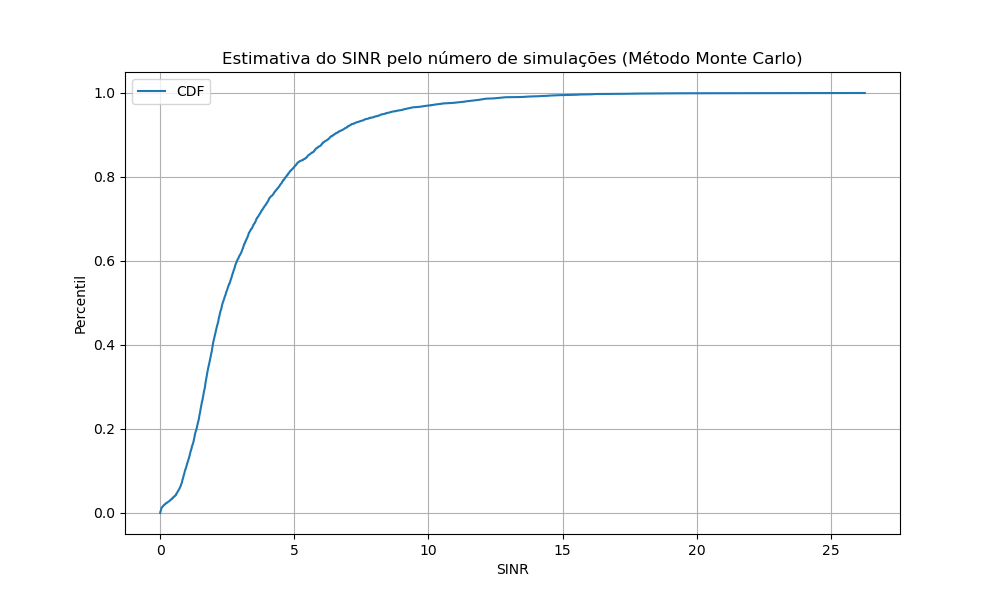 Estimativa do SINR pelo número de simulações (Método Monte Carlo)
CDF
1.0
0.8
0.6
0.4
0.2
0.0
Percentil
0 5 10 15 20 25
SINR